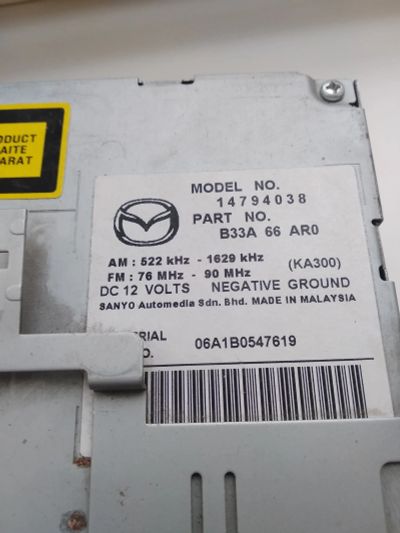 RODUCT
AITE
ARAT
MODEL NO.
14794038
PART NO.
B33A 66 AR0
AM : 522 kHz - 1629 kHz
FM : 76 MHz - 90 MHz (KA300)
DC 12 VOLTS NEGATIVE GROUND
SANYO Automedia Sdn. Bhd. MADE IN MALAYSIA
RIAL
O. 06A1B0547619